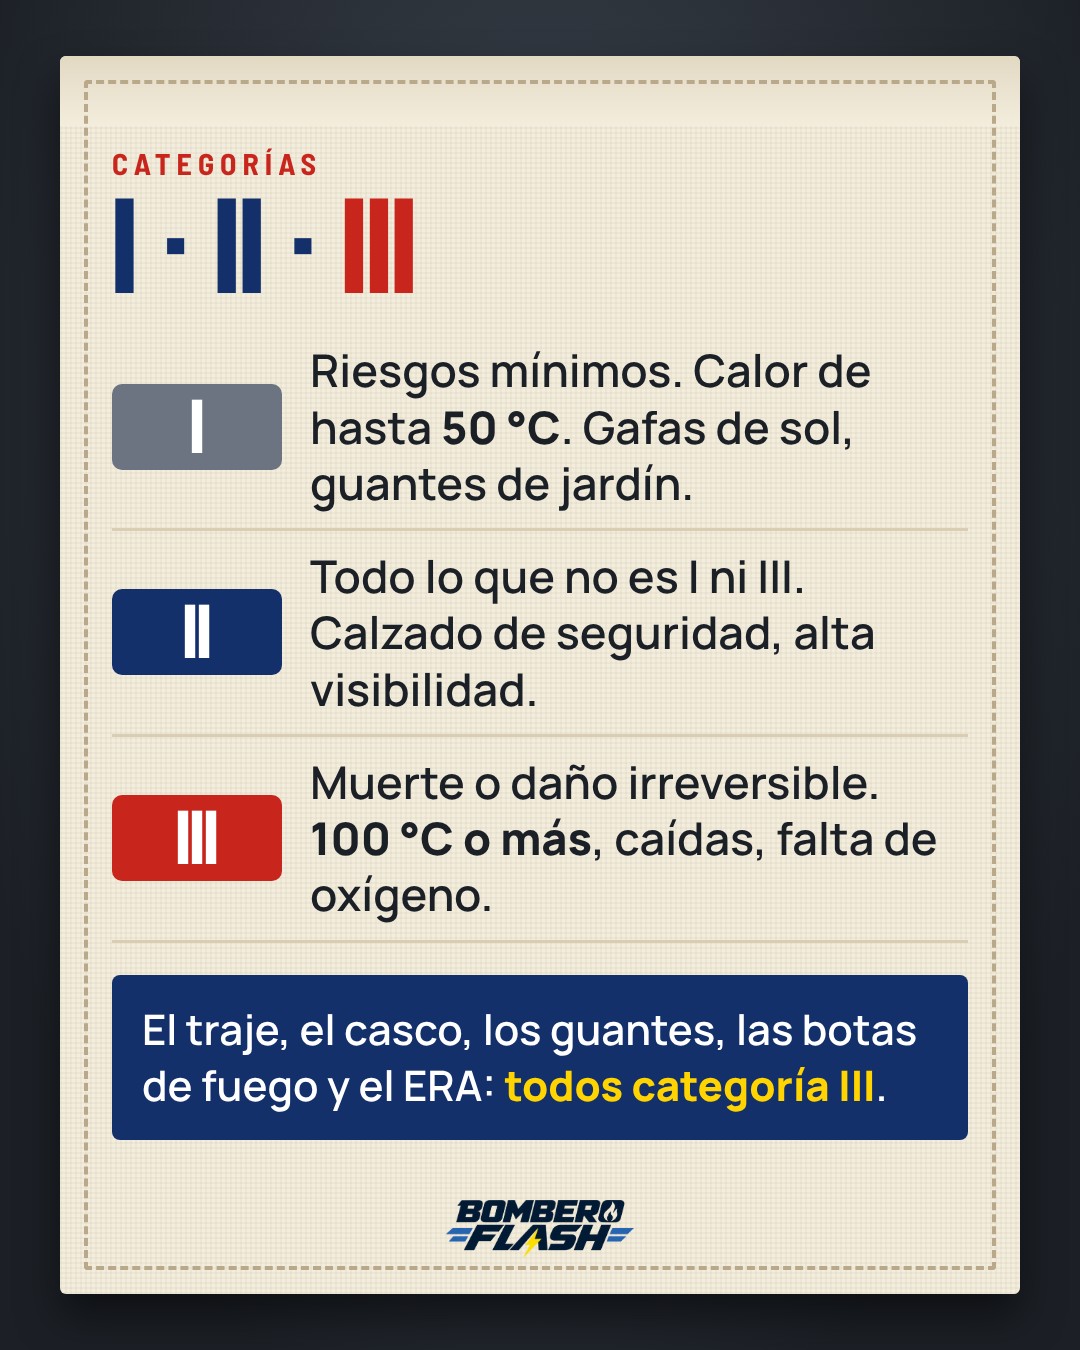 CATEGORÍAS
I · II · III
I
Riesgos mínimos. Calor de
hasta 50 °C. Gafas de sol,
guantes de jardín.
II
Todo lo que no es I ni III.
Calzado de seguridad, alta
visibilidad.
III
Muerte o daño irreversible.
100 °C o más, caídas, falta de
oxígeno.
El traje, el casco, los guantes, las botas
de fuego y el ERA: todos categoría III.
BOMBERO
FLASH